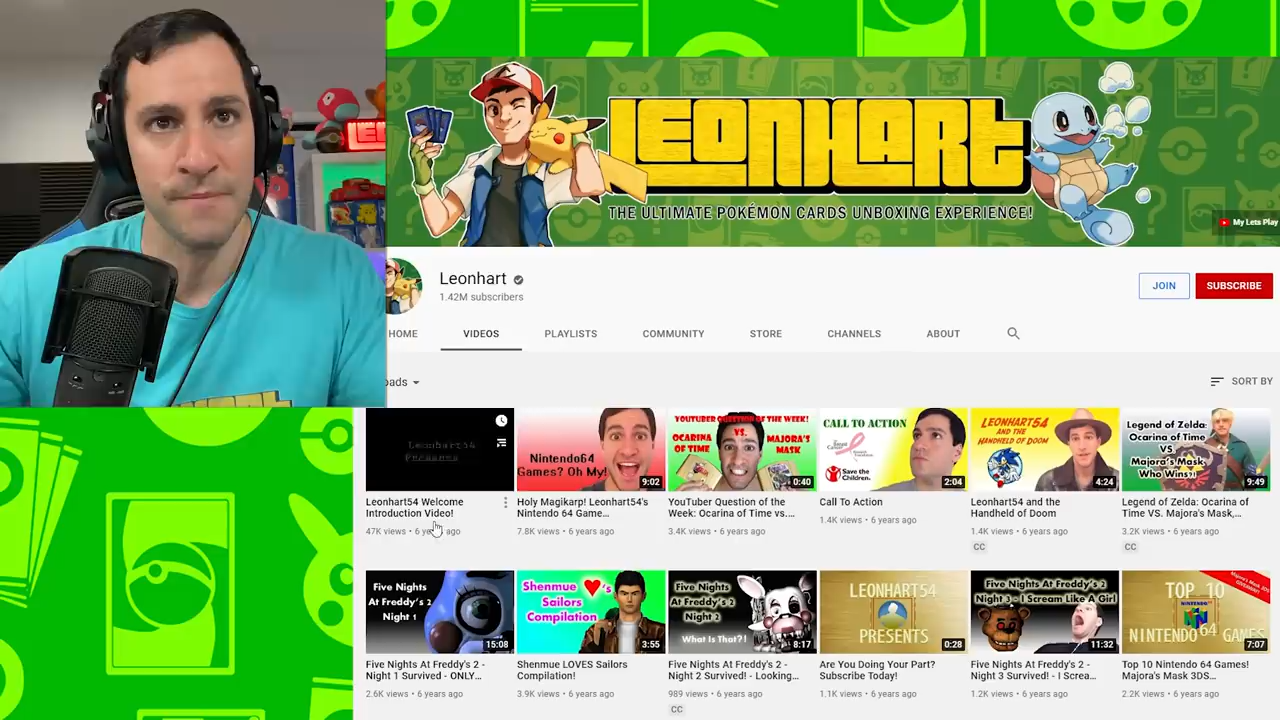 LEONHART
THE ULTIMATE POKÉMON CARDS UNBOXING EXPERIENCE!
My Lets Play
Leonhart
1.42M subscribers
JOIN
SUBSCRIBE
HOME
VIDEOS
PLAYLISTS
COMMUNITY
STORE
CHANNELS
ABOUT
SORT BY
Leonhart54
Presents
Nintendo64
Games? Oh My!
9:02
YOUTUBER QUESTION OF THE WEEK!
OCARINA
OF TIME
VS.
MAJORA'S
MASK
0:40
CALL TO ACTION
Save the
Children.
2:04
LEONHART54
AND THE
HANDHELD OF DOOM
4:24
Legend of Zelda:
Ocarina of Time
VS
Majora's Mask
Who Wins?!
9:49
Leonhart54 Welcome
Introduction Video!
47K views • 6 years ago
Holy Magikarp! Leonhart54's
Nintendo 64 Game...
7.8K views • 6 years ago
YouTuber Question of the
Week: Ocarina of Time vs....
3.4K views • 6 years ago
Call To Action
1.4K views • 6 years ago
Leonhart54 and the
Handheld of Doom
1.4K views • 6 years ago
CC
Legend of Zelda: Ocarina of
Time VS. Majora's Mask,...
3.2K views • 6 years ago
CC
Five Nights
At Freddy's 2
Night 1
15:08
Shenmue ❤'s
Sailors
Compilation!
3:55
Five Nights
At Freddy's 2
Night 2
What Is That?!
8:17
LEONHART54
PRESENTS
0:28
Five Nights At Freddy's 2
Night 3 - I Scream Like A Girl
11:32
TOP 10
NINTENDO 64 GAMES
7:07
Five Nights At Freddy's 2 -
Night 1 Survived - ONLY...
2.6K views • 6 years ago
Shenmue LOVES Sailors
Compilation!
3.9K views • 6 years ago
Five Nights At Freddy's 2 -
Night 2 Survived! - Looking...
989 views • 6 years ago
CC
Are You Doing Your Part?
Subscribe Today!
1.1K views • 6 years ago
Five Nights At Freddy's 2 -
Night 3 Survived! - I Screa...
1.2K views • 6 years ago
Top 10 Nintendo 64 Games!
Majora's Mask 3DS...
2.2K views • 6 years ago